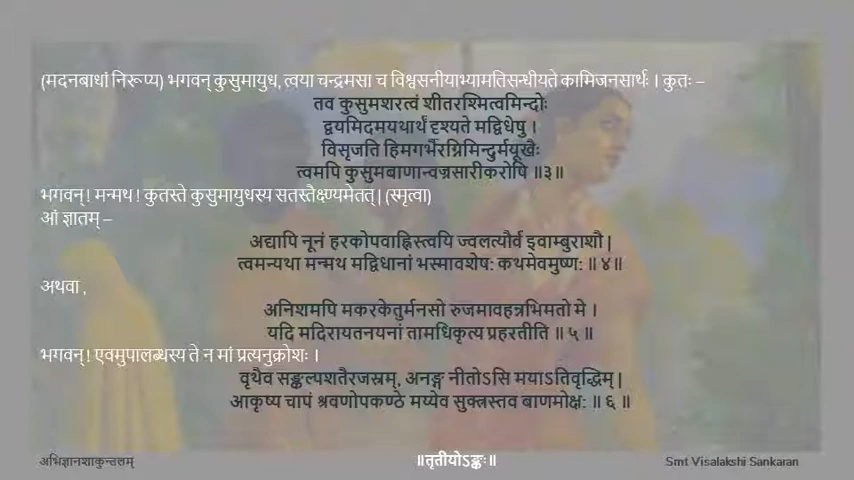 (मदनबाधां निरूप्य) भगवन् कुसुमायुध, त्वया चन्द्रमसा च विश्वसनीयाभ्यामतिसन्धीयते कामिजनसार्थः । कुतः –
तव कुसुमशरत्वं शीतरश्मित्वमिन्दोः
द्वयमिदमयथार्थं दृश्यते मद्विधेषु ।
विसृजति हिमगर्भैरग्निमिन्दुर्मयूखैः
त्वमपि कुसुमबाणान्वज्रसारीकरोषि ॥३॥
भगवन् ! मन्मथ ! कुतस्ते कुसुमायुधस्य सतस्तैक्ष्ण्यमेतत् | (स्मृत्वा)
आं ज्ञातम् –
अद्यापि नूनं हरकोपवाह्निस्त्वयि ज्वलत्यौर्व इवाम्बुराशौ |
त्वमन्यथा मन्मथ मद्विधानां भस्मावशेष: कथमेवमुष्ण: ॥ ४॥
अथवा ,
अनिशमपि मकरकेतुर्मनसो रुजमावहन्नभिमतो मे ।
यदि मदिरायतनयनां तामधिकृत्य प्रहरतीति ॥ ५ ॥
भगवन् ! एवमुपालब्धस्य ते न मां प्रत्यनुक्रोशः ।
वृथैव सङ्कल्पशतैरजस्रम्, अनङ्ग नीतोऽसि मयाऽतिवृद्धिम् |
आकृष्य चापं श्रवणोपकण्ठे मय्येव सुक्तस्तव बाणमोक्ष: ॥ ६ ॥
अभिज्ञानशाकुन्तलम्
॥तृतीयोऽङ्कः॥
Smt Visalakshi Sankaran